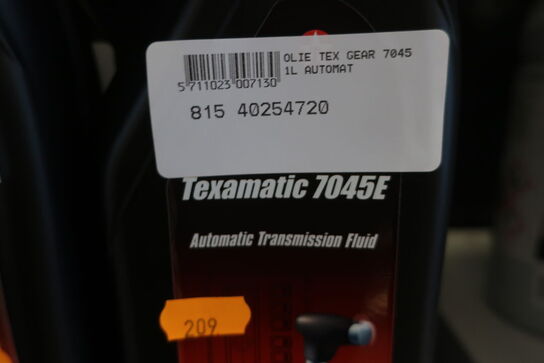 OLIE TEX GEAR 7045
1L AUTOMAT
5 711023 007130
815 40254720
Texamatic 7045E
Automatic Transmission Fluid
209